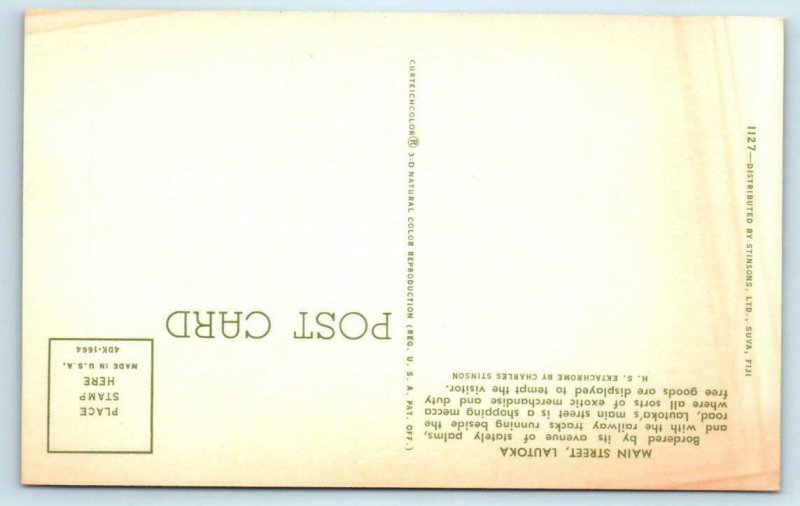 MAIN STREET, LAUTOKA
Bordered by its avenue of stately palms,
and with the railway tracks running beside the
road, Lautoka's main street is a shopping mecca
where all sorts of exotic merchandise and duty
free goods are displayed to tempt the visitor.
H. S. EKTACHROME BY CHARLES STINSON
1127—DISTRIBUTED BY STINSONS, LTD., SUVA, FIJI
CURTEICHCOLOR® 3-D NATURAL COLOR REPRODUCTION (REG. U. S. A. PAT. OFF.)
POST CARD
PLACE
STAMP
HERE
MADE IN U.S.A.
4DK-1664